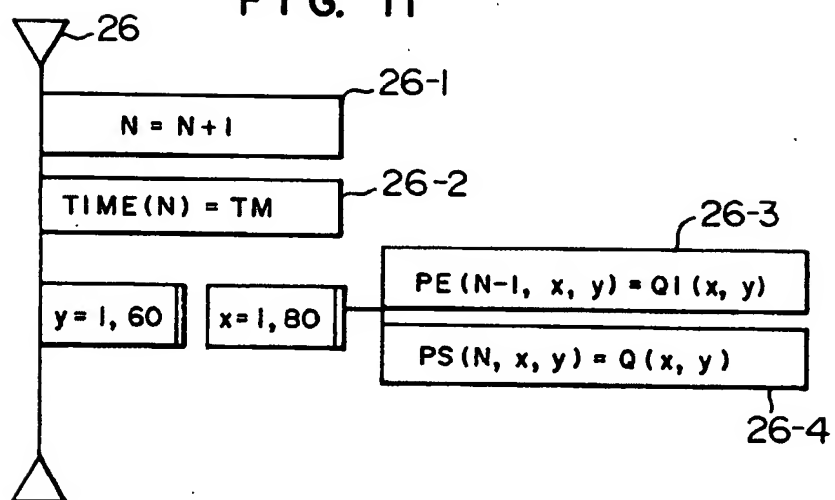 FIG. 11
26
26-1
N = N+1
26-2
TIME(N) = TM
26-3
PE(N-1, x, y) = Q1(x, y)
y=1, 60
x=1, 80
PS(N, x, y) = Q(x, y)
26-4